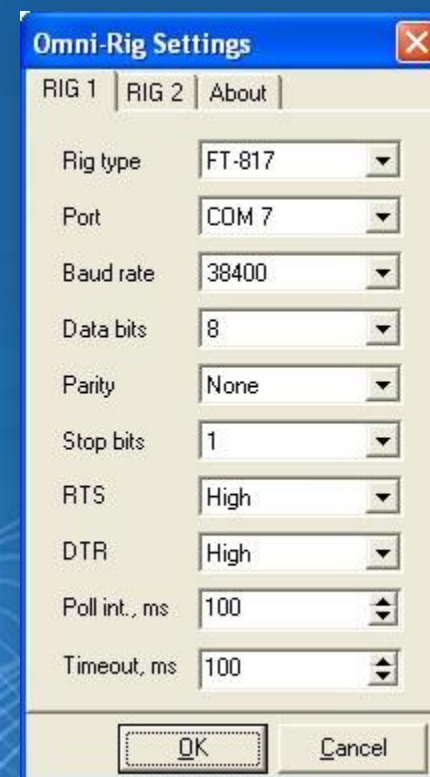 Omni-Rig Settings
RIG 1 RIG 2 About
Rig type FT-817
Port COM 7
Baud rate 38400
Data bits 8
Parity None
Stop bits 1
RTS High
DTR High
Poll int., ms 100
Timeout, ms 100
OK Cancel